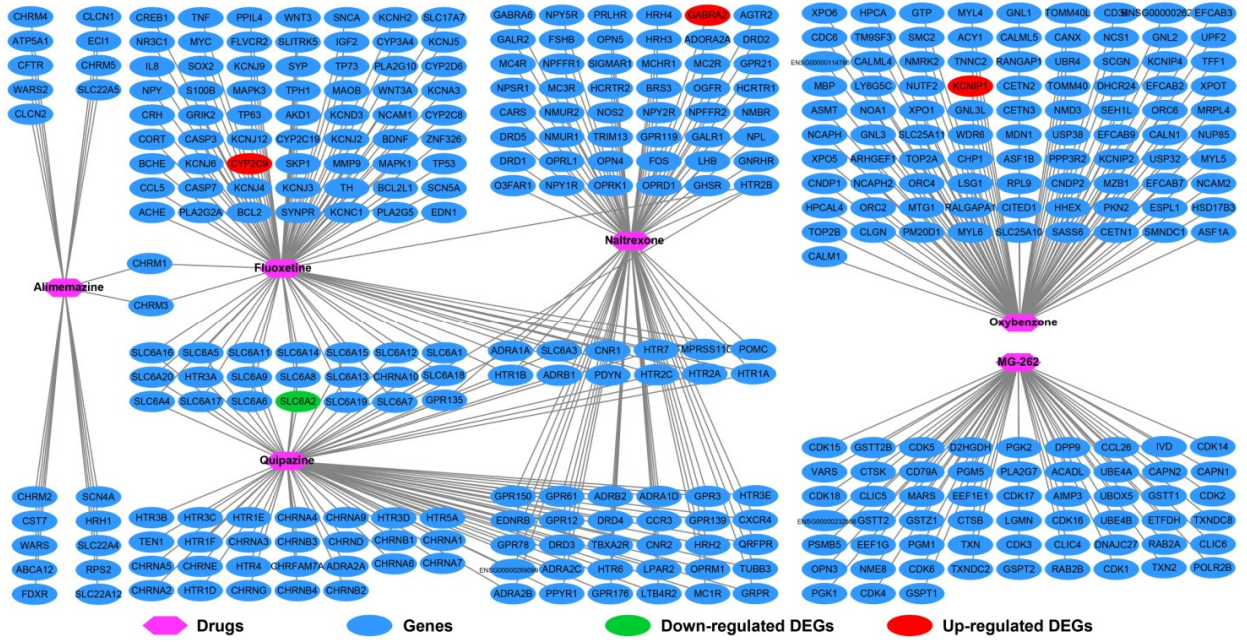 CHRM4 CLCN1
ATP5A1 ECI1
CFTR CHRM5
WARS2 SLC22A5
CLCN2
CREB1 TNF PPIL4 WNT3 SNCA KCNH2 SLC17A7
NR3C1 MYC FLVCR2 SLITRK5 IGF2 CYP3A4 KCNJ5
IL8 SOX2 KCNJ9 SYP TP73 PLA2G10 CYP2D6
NPY S100B MAPK3 TPH1 MAOB WNT3A KCNA3
CRH GRIK2 TP63 AKD1 KCND3 NCAM1 CYP2C8
CORT CASP3 KCNJ12 CYP2C19 KCNJ2 BDNF ZNF326
BCHE KCNJ6 CYP2C9 SKP1 MMP9 MAPK1 TP53
CCL5 CASP7 KCNJ4 KCNJ3 TH BCL2L1 SCN5A
ACHE PLA2G2A BCL2 SYNPR KCNC1 PLA2G5 EDN1
GABRA6 NPY5R PRLHR HRH4 GABRA2 AGTR2
GALR2 FSHB OPN5 HRH3 ADORA2A DRD2
MC4R NPFFR1 SIGMAR1 MCHR1 MC2R GPR21
NPSR1 MC3R HCRTR2 BRS3 OGFR HCRTR1
CARS NMUR2 NOS2 NPY2R NPFFR2 NMBR
DRD5 NMUR1 TRIM13 GPR119 GALR1 NPL
DRD1 OPRL1 OPN4 FOS LHB GNRHR
O3FAR1 NPY1R OPRK1 OPRD1 GHSR HTR2B
XPO6 HPCA GTP MYL4 GNL1 TOMM40L EFCAB3
CDC6 TM9SF3 SMC2 ACY1 CALML5 CANX NCS1 GNL2 UPF2
CALML4 NMRK2 TNNC2 RANGAP1 UBR4 SCGN KCNIP4 TFF1
MBP LY6G5C NUTF2 KCNIP1 CETN2 TOMM40 DHCR24 EFCAB2 XPOT
ASMT NOA1 XPO1 GNL3L CETN3 NMD3 SEH1L ORC6 MRPL4
NCAPH GNL3 SLC25A11 WDR6 MDN1 USP38 EFCAB9 CALN1 NUP85
XPO5 ARHGEF1 TOP2A CHP1 ASF1B PPP3R2 KCNIP2 USP32 MYL5
CNDP1 NCAPH2 ORC4 LSG1 RPL9 CNDP2 MZB1 EFCAB7 NCAM2
HPCAL4 ORC2 MTG1 RALGAPA1 CITED1 HHEX PKN2 ESPL1 HSD17B3
TOP2B CLGN PM20D1 MYL6 SLC25A10 SASS6 CETN1 SMNDC1 ASF1A
CALM1
Alimemazine
CHRM1
CHRM3
Fluoxetine
Naltrexone
Oxybenzone
MG-262
SLC6A16 SLC6A5 SLC6A11 SLC6A14 SLC6A15 SLC6A12 SLC6A1
SLC6A20 HTR3A SLC6A9 SLC6A8 SLC6A13 CHRNA10 SLC6A18
SLC6A4 SLC6A17 SLC6A6 SLC6A2 SLC6A19 SLC6A7 GPR135
ADRA1A SLC6A3 CNR1 HTR7 POMC
HTR1B ADRB1 PDYN HTR2C HTR2A HTR1A
Quipazine
CHRM2 SCN4A
CST7 HRH1
WARS SLC22A4
ABCA12 RPS2
FDXR SLC22A12
HTR3B HTR3C HTR1E CHRNA4 CHRNA9 HTR3D HTR5A
TEN1 HTR1F CHRNA3 CHRNB3 CHRND CHRNB1 CHRNA1
CHRNA5 CHRNE HTR4 CHRFAM7A ADRA2A CHRNA6 CHRNA7
CHRNA2 HTR1D CHRNG CHRNB4 CHRNB2
GPR150 GPR61 ADRB2 ADRA1D GPR3 HTR3E
EDNRB GPR12 DRD4 CCR3 GPR139 CXCR4
GPR78 DRD3 TBXA2R CNR2 HRH2 QRFPR
ENSG00000269099 ADRA2C HTR6 LPAR2 OPRM1 TUBB3
ADRA2B PPYR1 GPR176 LTB4R2 MC1R GRPR
CDK15 GSTT2B CDK5 D2HGDH PGK2 DPP9 CCL26 IVD CDK14
VARS CTSK CD79A PGM5 PLA2G7 ACADL UBE4A CAPN2 CAPN1
CDK18 CLIC5 MARS EEF1E1 CDK17 AIMP3 UBOX5 GSTT1 CDK2
GSTT2 GSTZ1 CTSB LGMN CDK16 UBE4B ETFDH TXNDC8
PSMB5 EEF1G PGM1 TXN CDK3 CLIC4 DNAJC27 RAB2A CLIC6
OPN3 NME8 CDK6 TXNDC2 GSPT2 RAB2B CDK1 TXN2 POLR2B
PGK1 CDK4 GSPT1
Drugs Genes Down-regulated DEGs Up-regulated DEGs